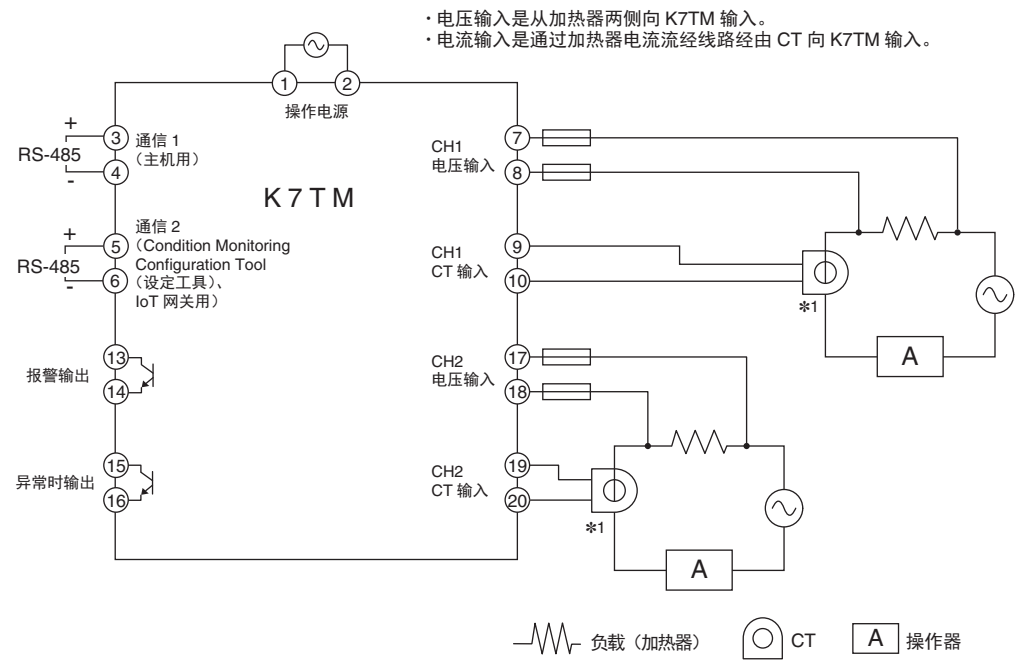 ・电压输入是从加热器两侧向 K7TM 输入。
・电流输入是通过加热器电流流经线路经由 CT 向 K7TM 输入。
1
2
操作电源
+
RS-485
-
3
4
通信 1
（主机用）
K7TM
+
RS-485
-
5
6
通信 2
（Condition Monitoring
Configuration Tool
（设定工具）、
IoT 网关用）
报警输出
13
14
异常时输出
15
16
CH1
电压输入
7
8
CH1
CT 输入
9
10
✻1
A
CH2
电压输入
17
18
CH2
CT 输入
19
20
✻1
A
负载（加热器）
CT
A
操作器